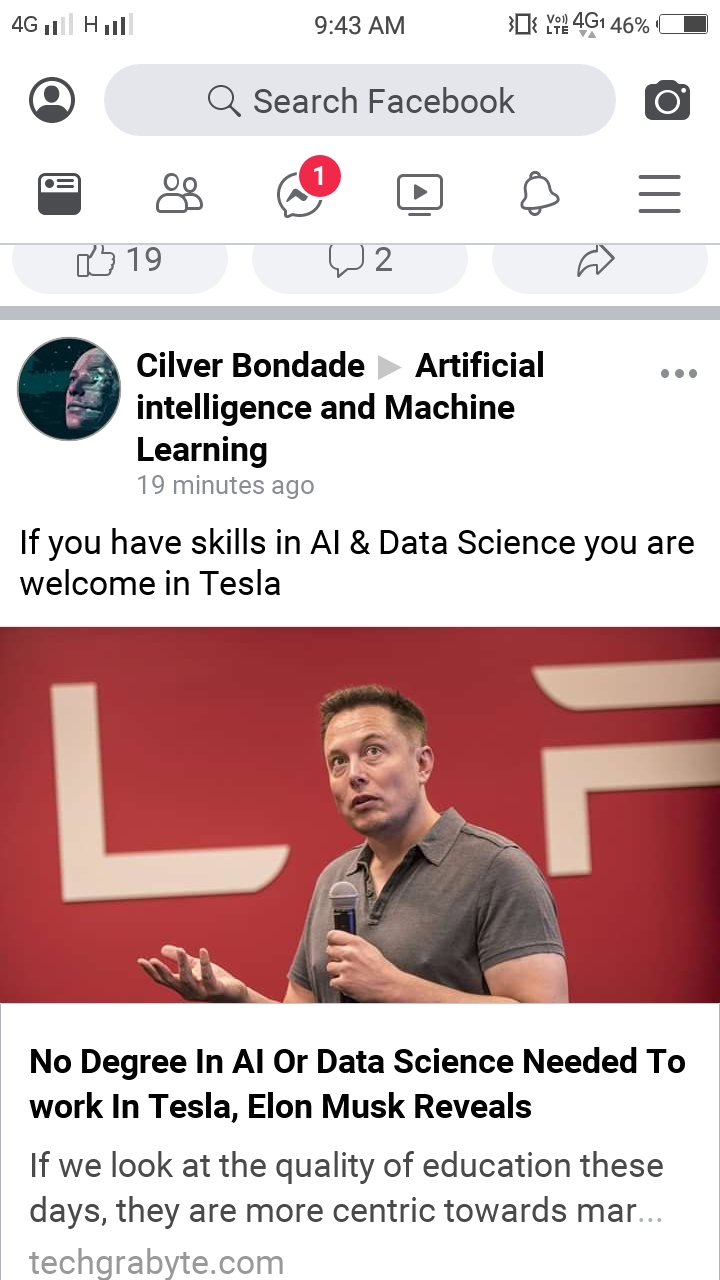 4G H 9:43 AM Vo)) LTE 4G1 46%
Search Facebook
1
19 2
Cilver Bondade ▶ Artificial
intelligence and Machine
Learning
19 minutes ago
If you have skills in AI & Data Science you are
welcome in Tesla
L
No Degree In AI Or Data Science Needed To
work In Tesla, Elon Musk Reveals
If we look at the quality of education these
days, they are more centric towards mar...
techgrabyte.com